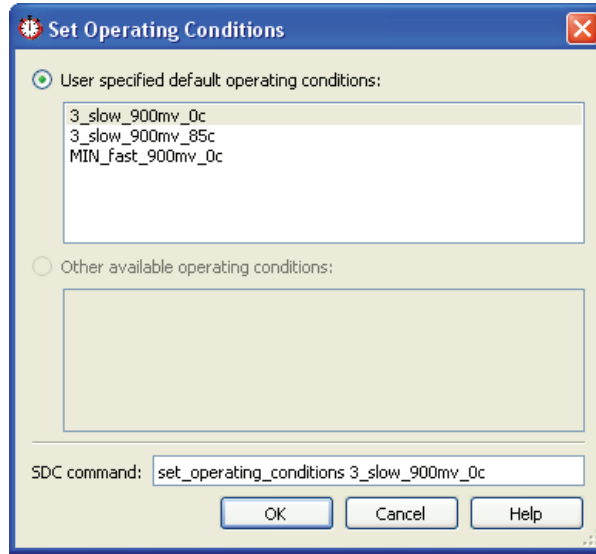 Set Operating Conditions
User specified default operating conditions:
3_slow_900mv_0c
3_slow_900mv_85c
MIN_fast_900mv_0c
Other available operating conditions:
SDC command: set_operating_conditions 3_slow_900mv_0c
OK Cancel Help